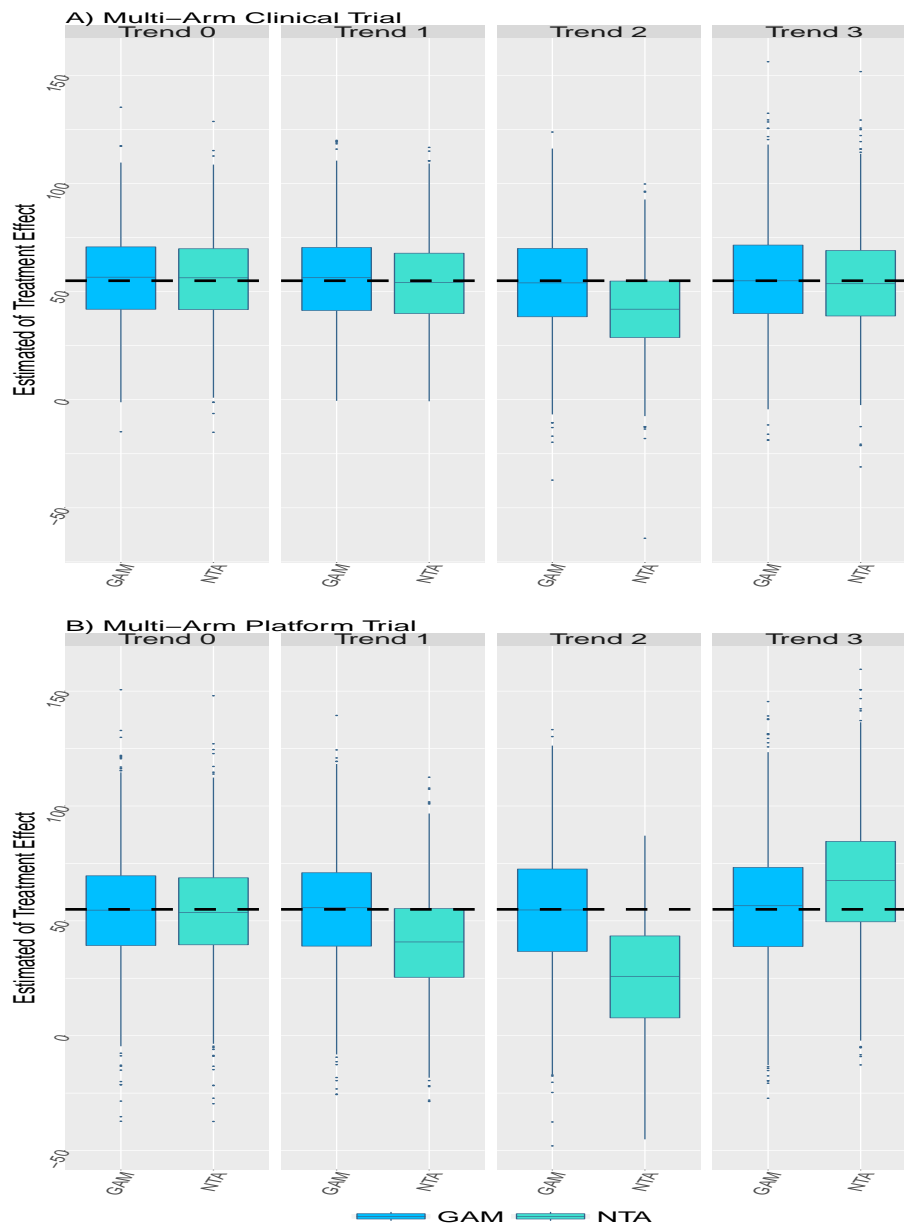 A) Multi−Arm Clinical Trial
Trend 0 Trend 1 Trend 2 Trend 3
Estimated of Treatment Effect
150
100
50
0
−50
GAM NTA GAM NTA GAM NTA GAM NTA
B) Multi−Arm Platform Trial
Trend 0 Trend 1 Trend 2 Trend 3
Estimated of Treatment Effect
150
100
50
0
−50
GAM NTA GAM NTA GAM NTA GAM NTA
GAM NTA